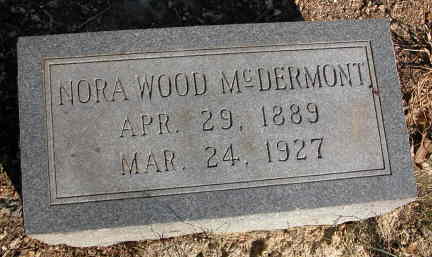 NORA WOOD McDERMONT
APR. 29, 1889
MAR. 24, 1927